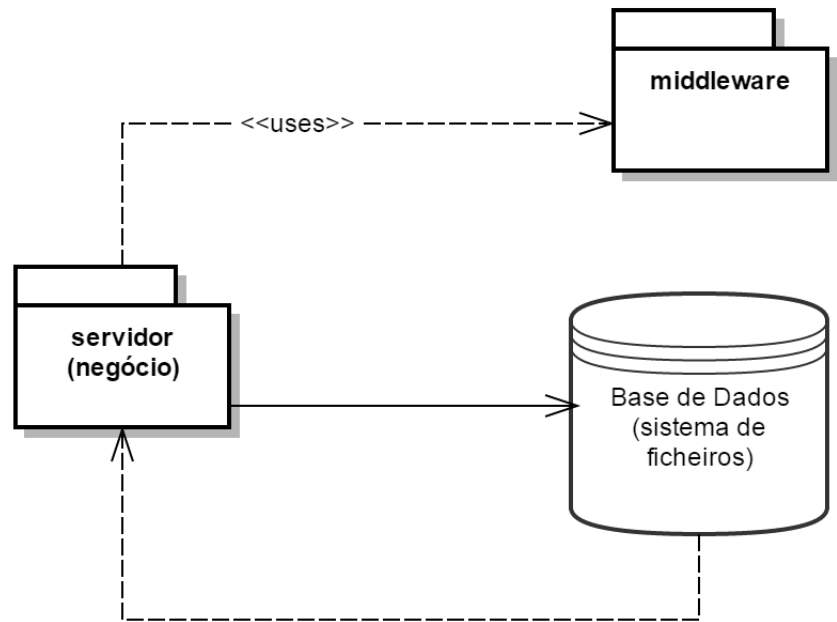 middleware
<<uses>>
servidor
(negócio)
Base de Dados
(sistema de
ficheiros)